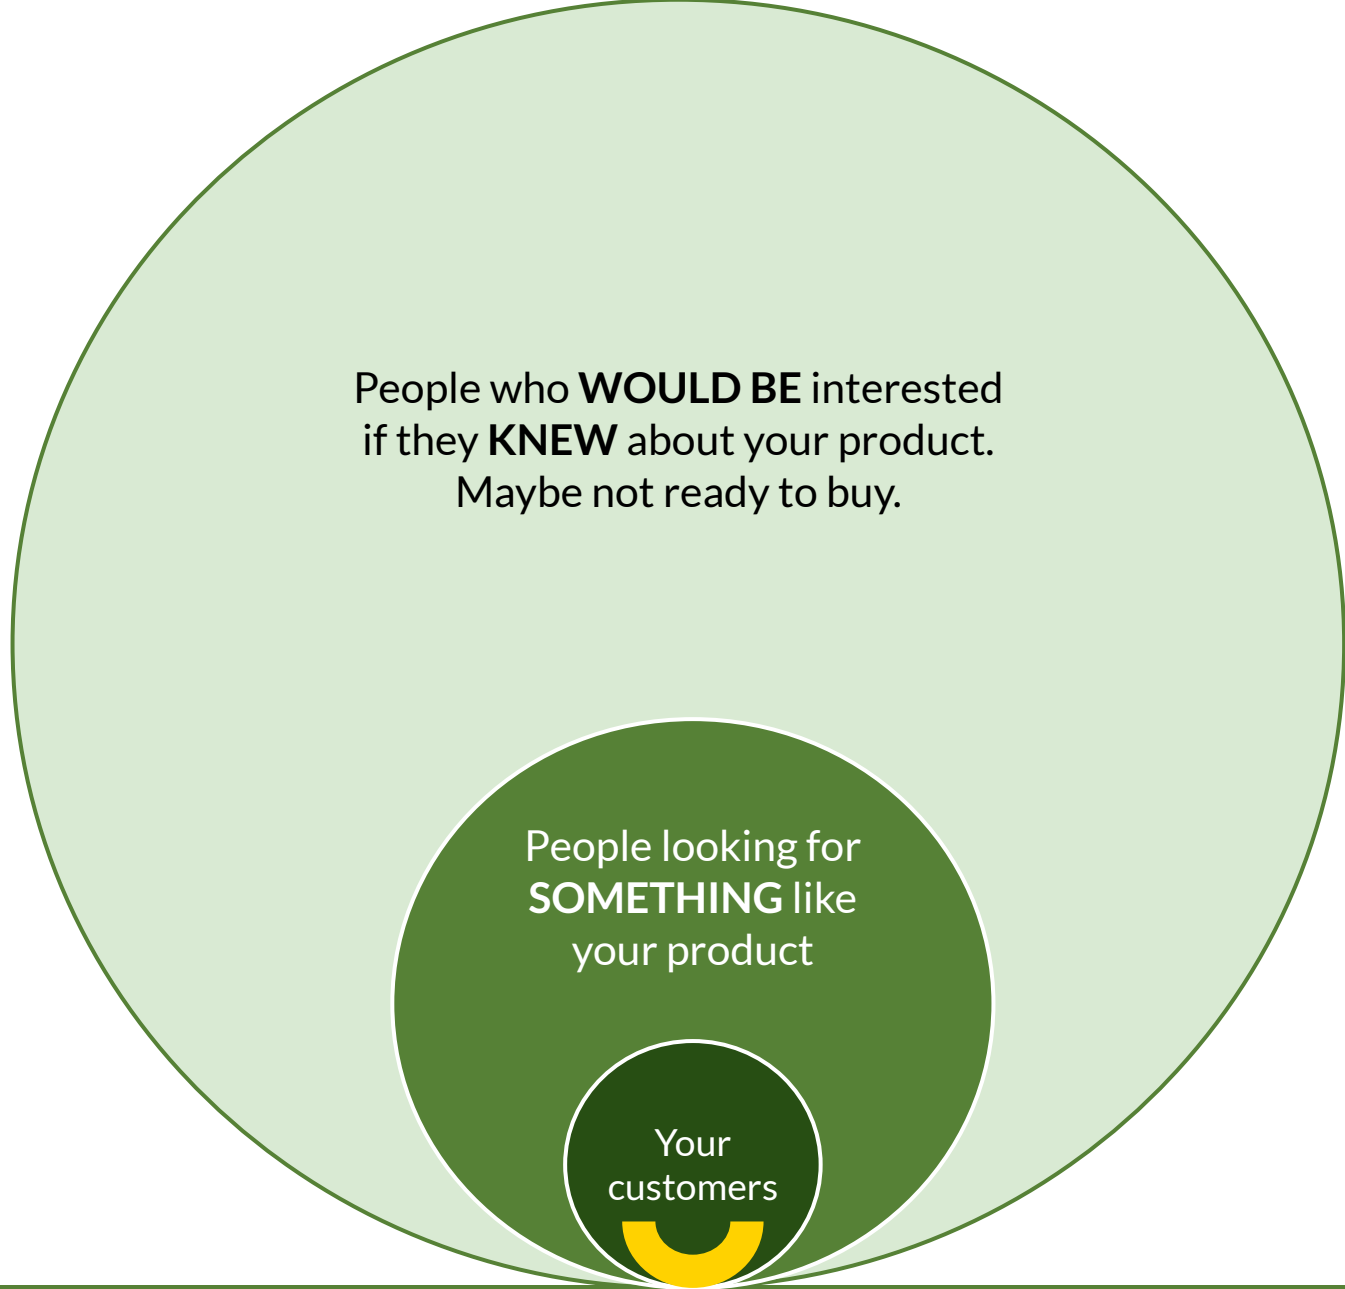 People who WOULD BE interested
if they KNEW about your product.
Maybe not ready to buy.
People looking for
SOMETHING like
your product
Your
customers